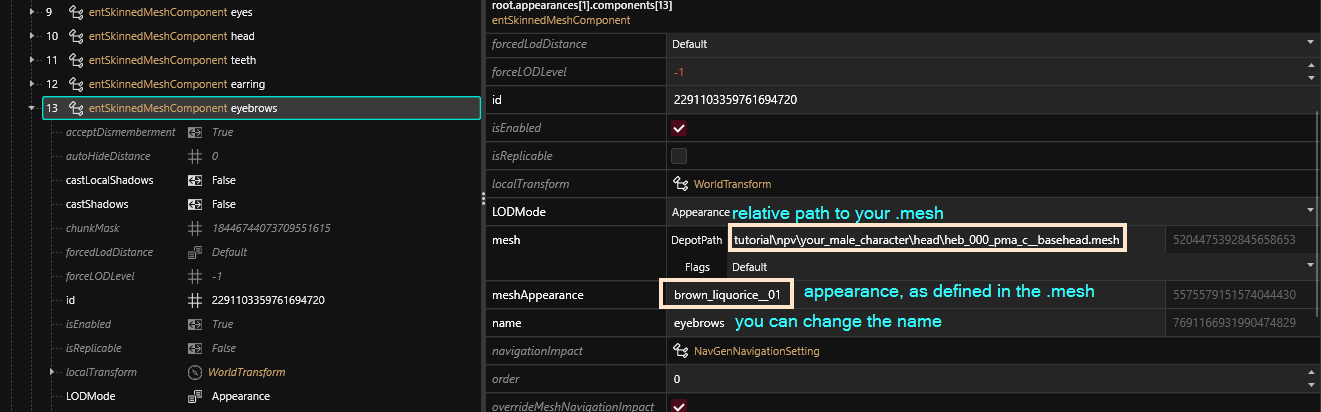 9 entSkinnedMeshComponent eyes
10 entSkinnedMeshComponent head
11 entSkinnedMeshComponent teeth
12 entSkinnedMeshComponent earring
13 entSkinnedMeshComponent eyebrows
acceptDismemberment True
autoHideDistance 0
castLocalShadows False
castShadows False
chunkMask 18446744073709551615
forcedLodDistance Default
forceLODLevel -1
id 2291103359761694720
isEnabled True
isReplicable False
localTransform WorldTransform
LODMode Appearance
root.appearances[1].components[13]
entSkinnedMeshComponent
forcedLodDistance Default
forceLODLevel -1
id 2291103359761694720
isEnabled
isReplicable
localTransform WorldTransform
LODMode Appearance relative path to your .mesh
mesh DepotPath tutorial\npv\your_male_character\head\heb_000_pma_c__basehead.mesh 5204475392845658653
Flags Default
meshAppearance brown_liquorice__01 appearance, as defined in the .mesh 5575579151574044430
name eyebrows you can change the name 7691166931990474829
navigationImpact NavGenNavigationSetting
order 0
overrideMeshNavigationImpact